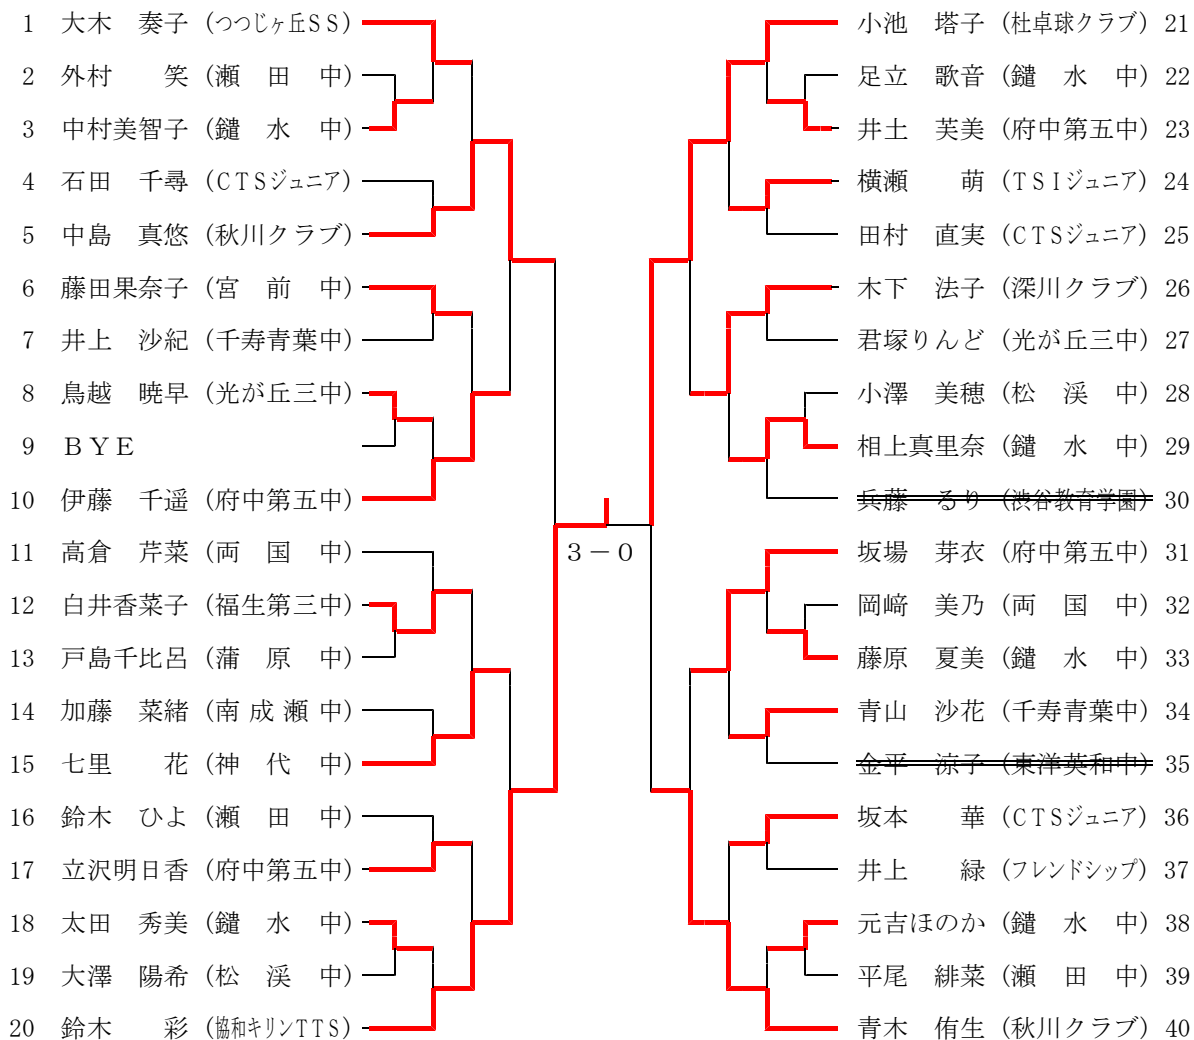 1 大木 奏子 (つつじヶ丘SS)
2 外村 笑 (瀬田中)
3 中村美智子 (鑓水中)
4 石田 千尋 (CTSジュニア)
5 中島 真悠 (秋川クラブ)
6 藤田果奈子 (宮前中)
7 井上 沙紀 (千寿青葉中)
8 鳥越 暁早 (光が丘三中)
9 BYE
10 伊藤 千遥 (府中第五中)
11 高倉 芹菜 (両国中)
12 白井香菜子 (福生第三中)
13 戸島千比呂 (蒲原中)
14 加藤 菜緒 (南成瀬中)
15 七里 花 (神代中)
16 鈴木 ひよ (瀬田中)
17 立沢明日香 (府中第五中)
18 太田 秀美 (鑓水中)
19 大澤 陽希 (松渓中)
20 鈴木 彩 (協和キリンTTS)
3-0
小池 塔子 (杜卓球クラブ) 21
足立 歌音 (鑓水中) 22
井土 芙美 (府中第五中) 23
横瀬 萌 (TSIジュニア) 24
田村 直実 (CTSジュニア) 25
木下 法子 (深川クラブ) 26
君塚りんど (光が丘三中) 27
小澤 美穂 (松渓中) 28
相上真里奈 (鑓水中) 29
兵藤 るり (渋谷教育学園) 30
坂場 芽衣 (府中第五中) 31
岡﨑 美乃 (両国中) 32
藤原 夏美 (鑓水中) 33
青山 沙花 (千寿青葉中) 34
金平 涼子 (東洋英和中) 35
坂本 華 (CTSジュニア) 36
井上 緑 (フレンドシップ) 37
元吉ほのか (鑓水中) 38
平尾 緋菜 (瀬田中) 39
青木 侑生 (秋川クラブ) 40